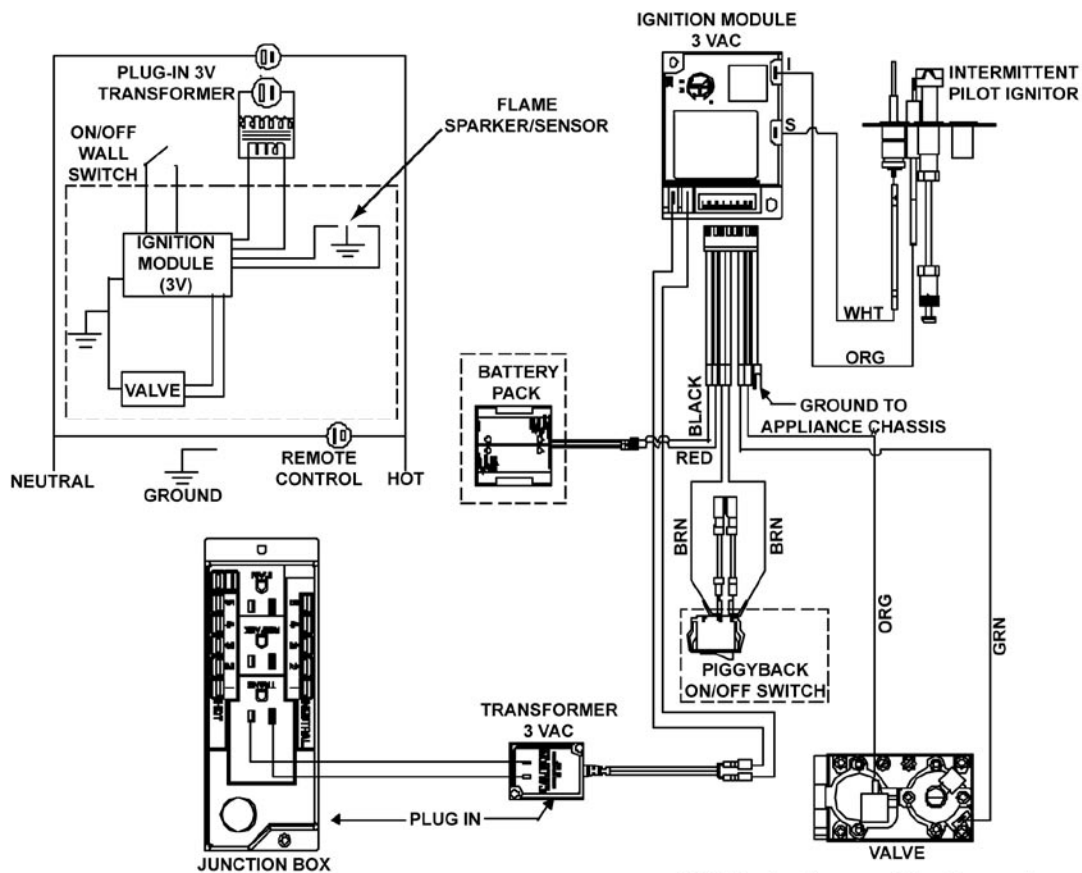 PLUG-IN 3V
TRANSFORMER
ON/OFF
WALL
SWITCH
FLAME
SPARKER/SENSOR
IGNITION
MODULE
(3V)
VALVE
NEUTRAL
GROUND
REMOTE
CONTROL
HOT
IGNITION MODULE
3 VAC
I
S
INTERMITTENT
PILOT IGNITOR
WHT
ORG
BATTERY
PACK
BLACK
RED
GROUND TO
APPLIANCE CHASSIS
BRN
BRN
ORG
GRN
PIGGYBACK
ON/OFF SWITCH
TRANSFORMER
3 VAC
PLUG IN
JUNCTION BOX
VALVE